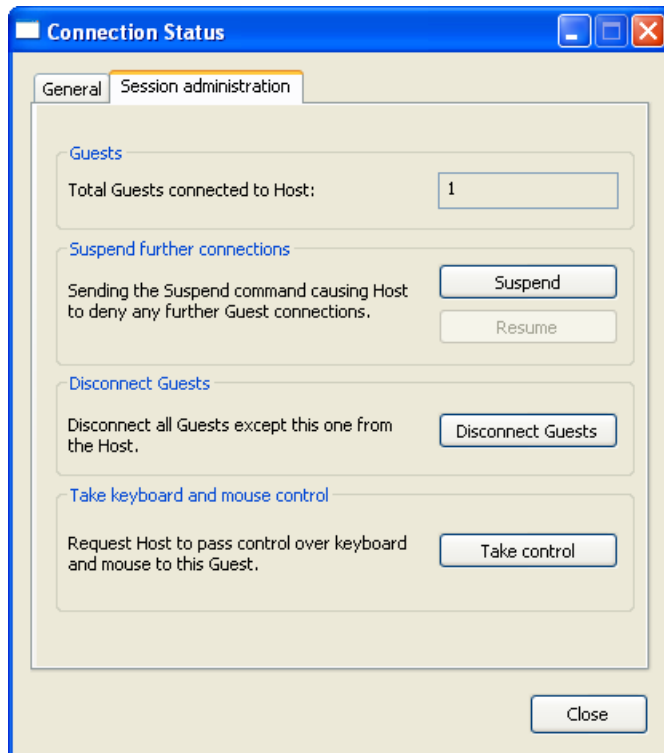 Connection Status
General
Session administration
Guests
Total Guests connected to Host:
1
Suspend further connections
Sending the Suspend command causing Host
to deny any further Guest connections.
Suspend
Resume
Disconnect Guests
Disconnect all Guests except this one from
the Host.
Disconnect Guests
Take keyboard and mouse control
Request Host to pass control over keyboard
and mouse to this Guest.
Take control
Close